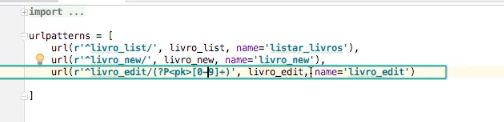 import ...
urlpatterns = [
url(r'^livro_list/', livro_list, name='listar_livros'),
url(r'^livro_new/', livro_new, name='livro_new'),
url(r'^livro_edit/(?P<pk>[0-9]+)', livro_edit, name='livro_edit')
]